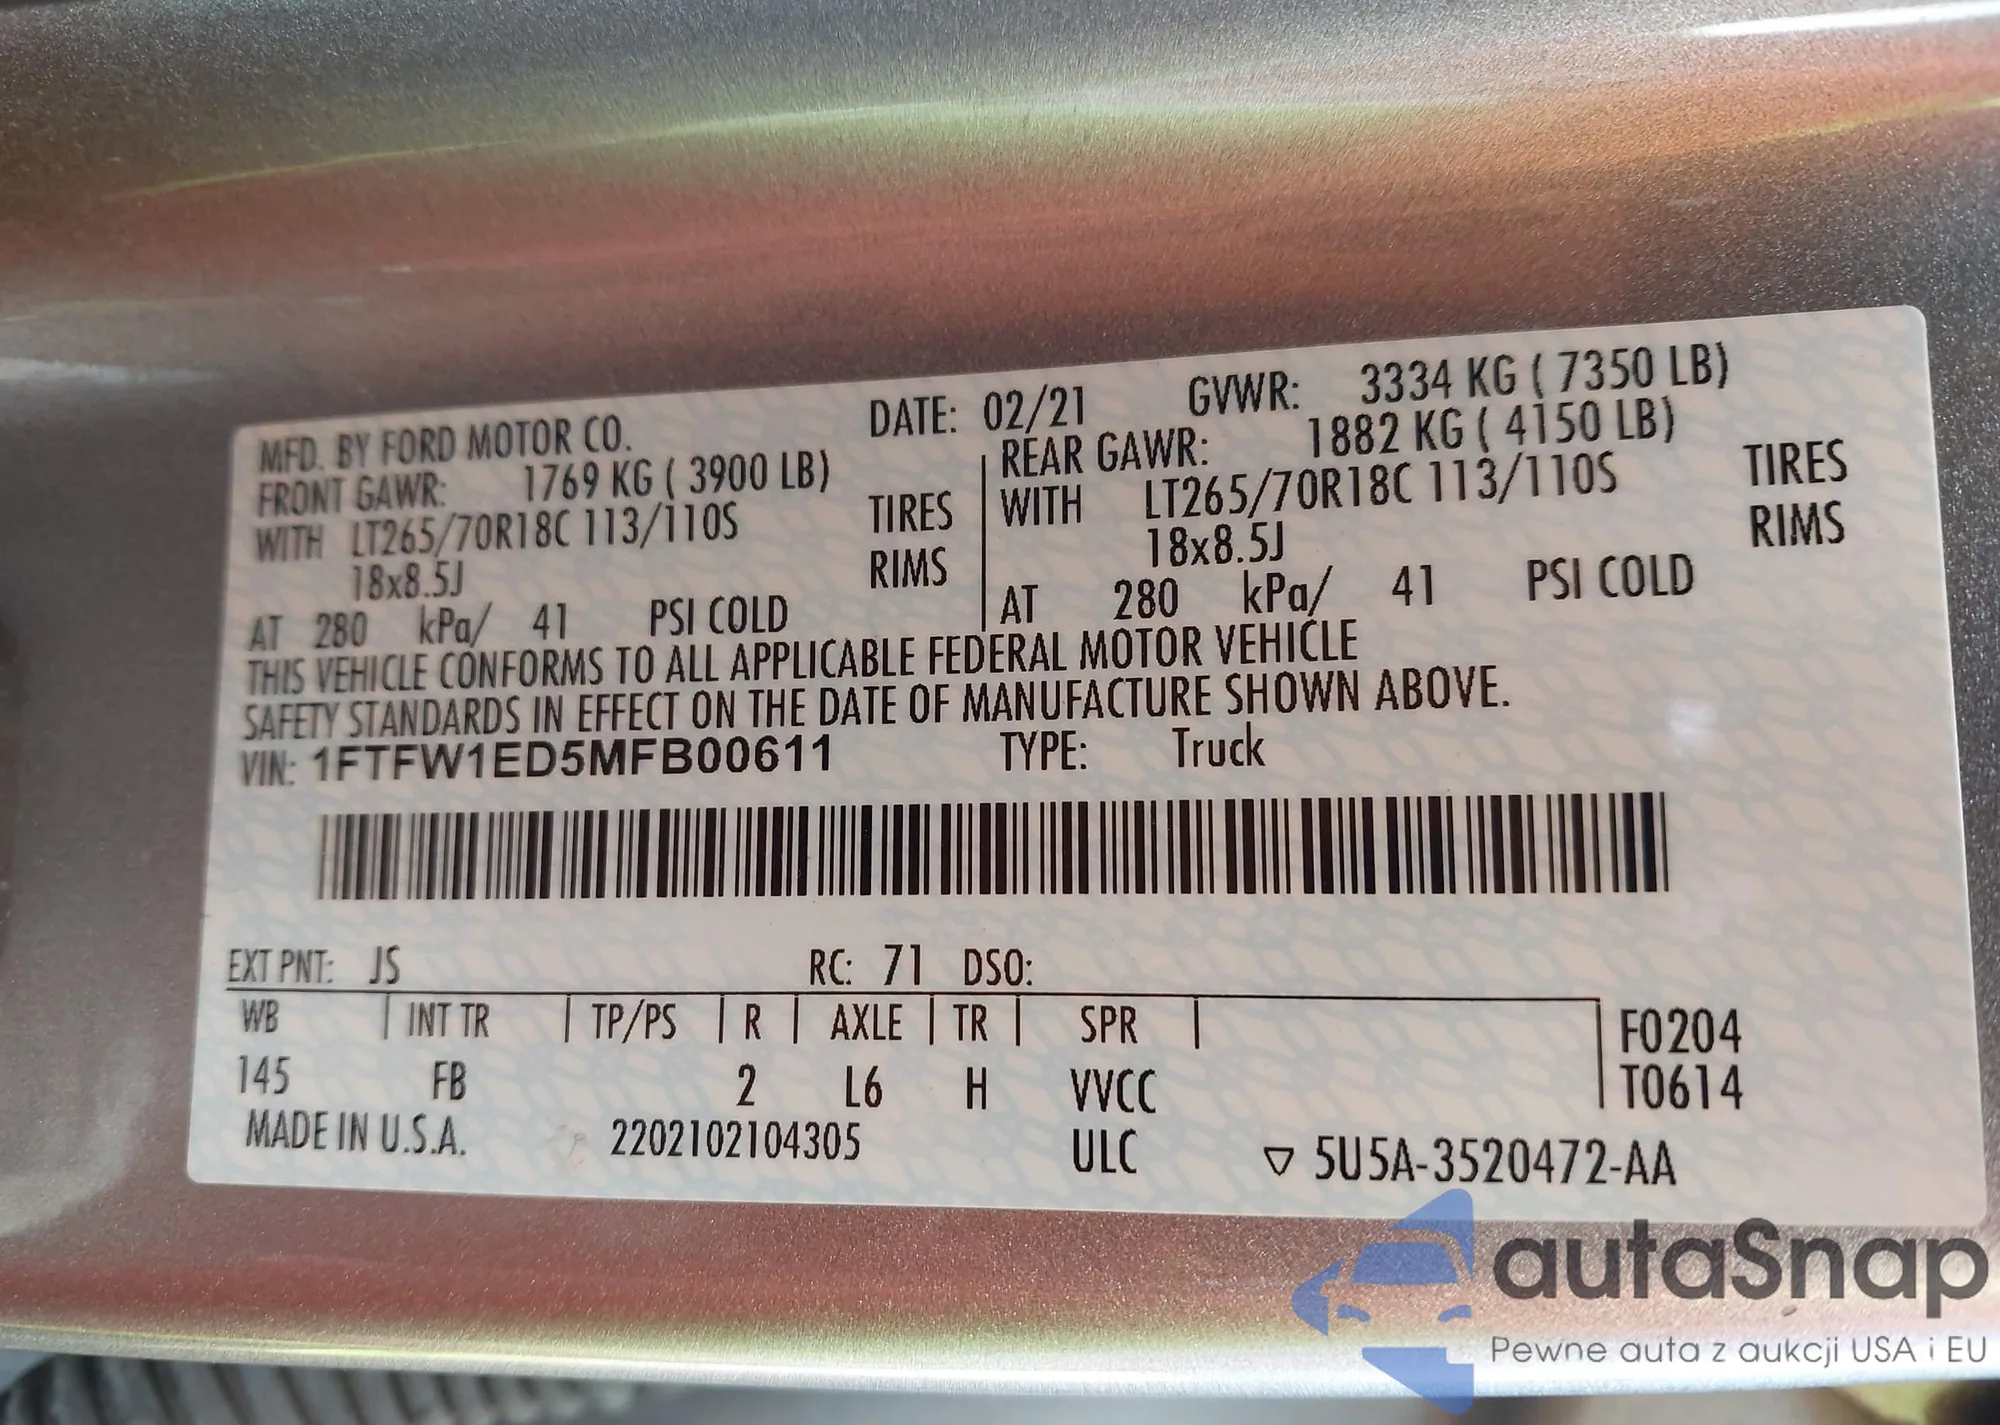 MFD. BY FORD MOTOR CO. DATE: 02/21 GVWR: 3334 KG ( 7350 LB)
FRONT GAWR: 1769 KG ( 3900 LB) REAR GAWR: 1882 KG ( 4150 LB)
WITH LT265/70R18C 113/110S TIRES WITH LT265/70R18C 113/110S TIRES
18x8.5J RIMS 18x8.5J RIMS
AT 280 kPa/ 41 PSI COLD AT 280 kPa/ 41 PSI COLD
THIS VEHICLE CONFORMS TO ALL APPLICABLE FEDERAL MOTOR VEHICLE
SAFETY STANDARDS IN EFFECT ON THE DATE OF MANUFACTURE SHOWN ABOVE.
VIN: 1FTFW1ED5MFB00611 TYPE: Truck
EXT PNT: JS RC: 71 DSO:
WB INT TR TP/PS R AXLE TR SPR F0204
145 FB 2 L6 H VVCC T0614
MADE IN U.S.A. 2202102104305 ULC ▽ 5U5A-3520472-AA
autaSnap
Pewne auta z aukcji USA i EU